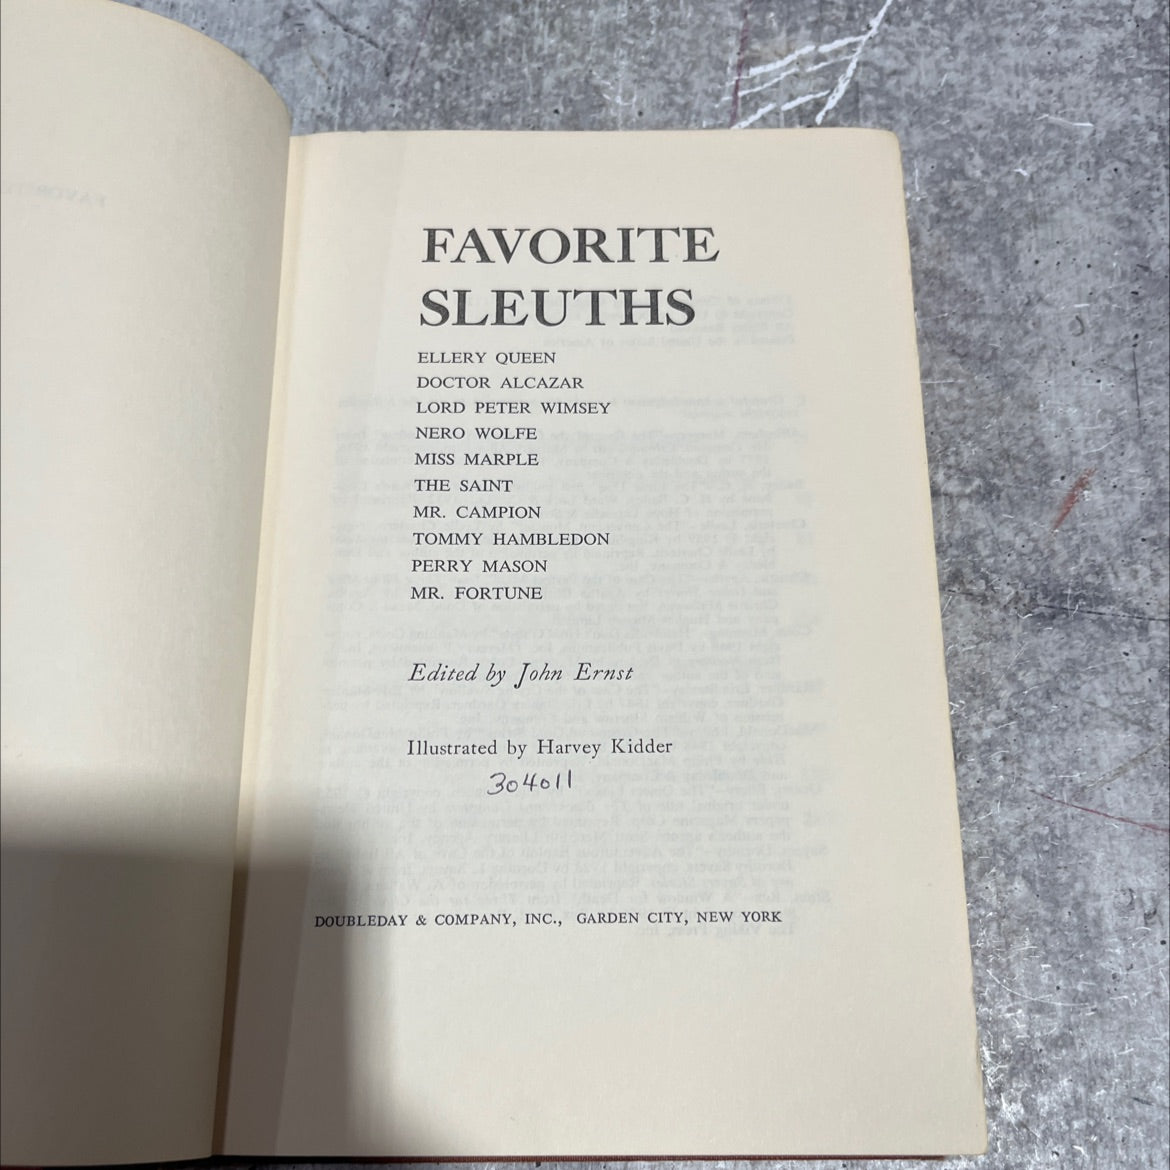 FAVORITE
SLEUTHS
ELLERY QUEEN
DOCTOR ALCAZAR
LORD PETER WIMSEY
NERO WOLFE
MISS MARPLE
THE SAINT
MR. CAMPION
TOMMY HAMBLEDON
PERRY MASON
MR. FORTUNE
Edited by John Ernst
Illustrated by Harvey Kidder
304011
DOUBLEDAY & COMPANY, INC., GARDEN CITY, NEW YORK